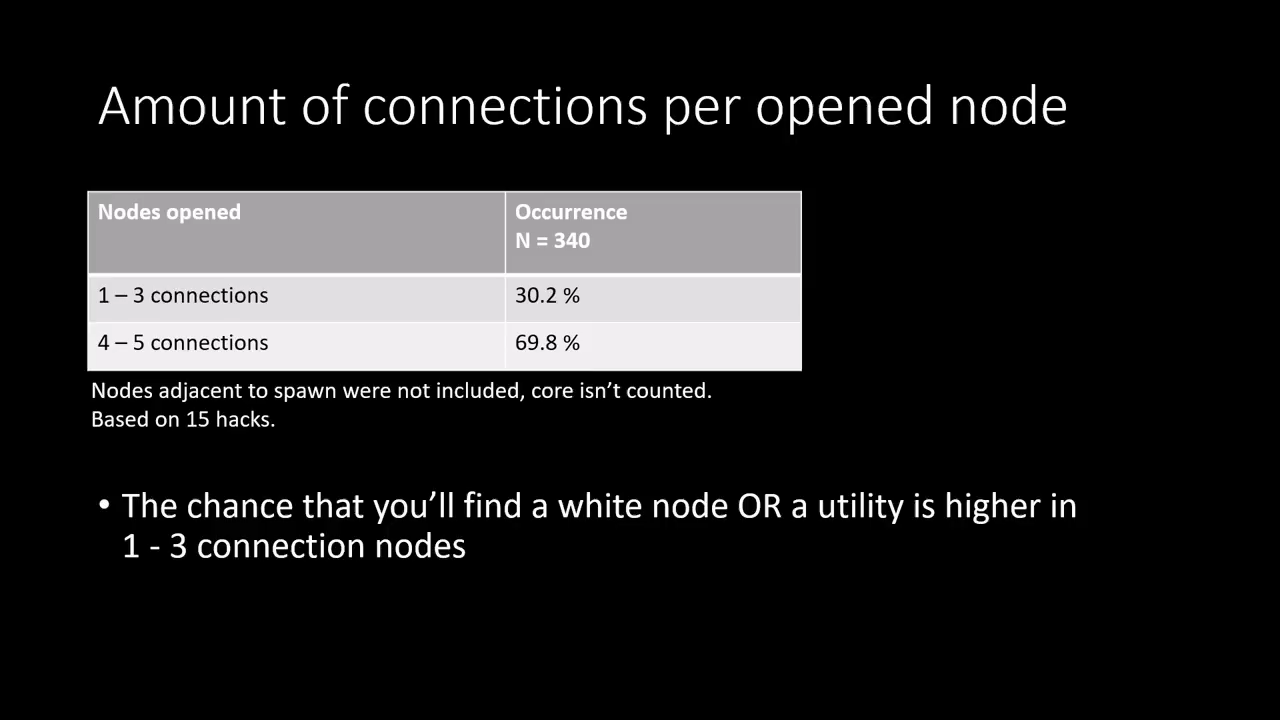 Amount of connections per opened node
Nodes opened
Occurrence
N = 340
1 – 3 connections
30.2 %
4 – 5 connections
69.8 %
Nodes adjacent to spawn were not included, core isn’t counted.
Based on 15 hacks.
• The chance that you’ll find a white node OR a utility is higher in
1 - 3 connection nodes